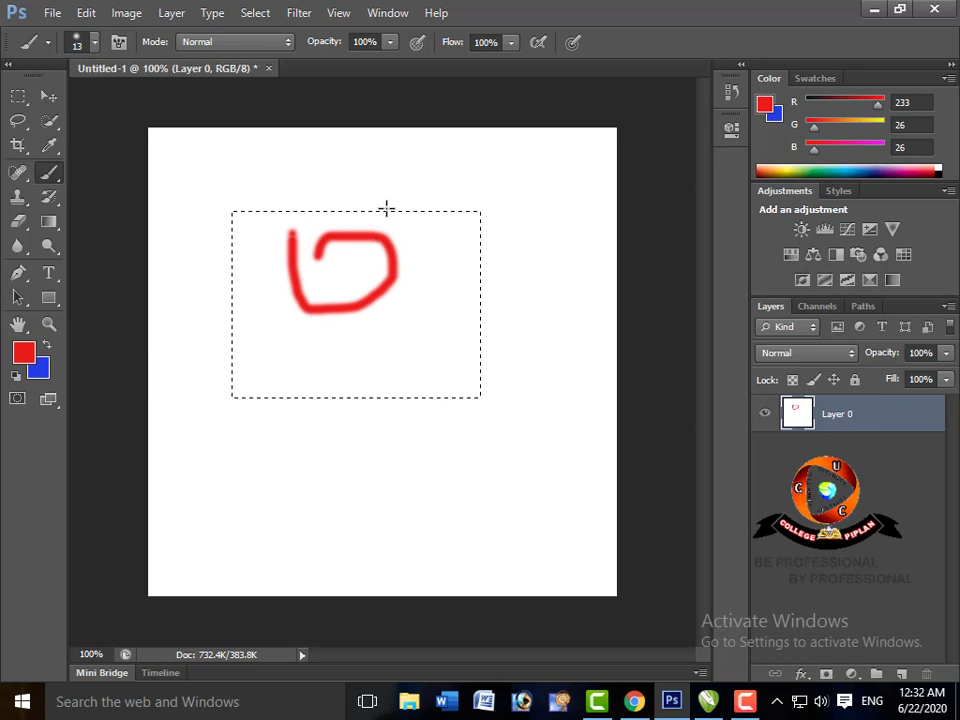 Ps File Edit Image Layer Type Select Filter View Window Help
13 Mode: Normal Opacity: 100% Flow: 100%
Untitled-1 @ 100% (Layer 0, RGB/8) * ×
Color Swatches
R 233
G 26
B 26
Adjustments Styles
Add an adjustment
Layers Channels Paths
Kind T
Normal Opacity: 100%
Lock: Fill: 100%
Layer 0
U
C C
COLLEGE PIPLAN
BE PROFESSIONAL
BY PROFESSIONAL
Activate Windows
Go to Settings to activate Windows.
100% Doc: 732.4K/383.8K
Mini Bridge Timeline
fx
Search the web and Windows
ENG
12:32 AM
6/22/2020